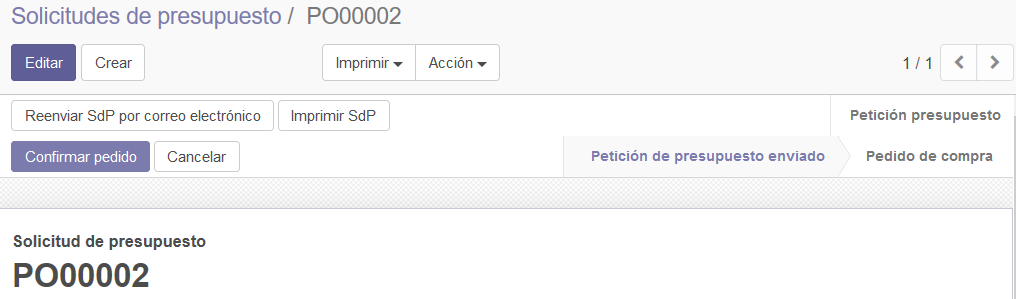 Solicitudes de presupuesto / PO00002
Editar Crear Imprimir Acción 1 / 1
Reenviar SdP por correo electrónico Imprimir SdP Petición presupuesto
Confirmar pedido Cancelar Petición de presupuesto enviado Pedido de compra
Solicitud de presupuesto
PO00002